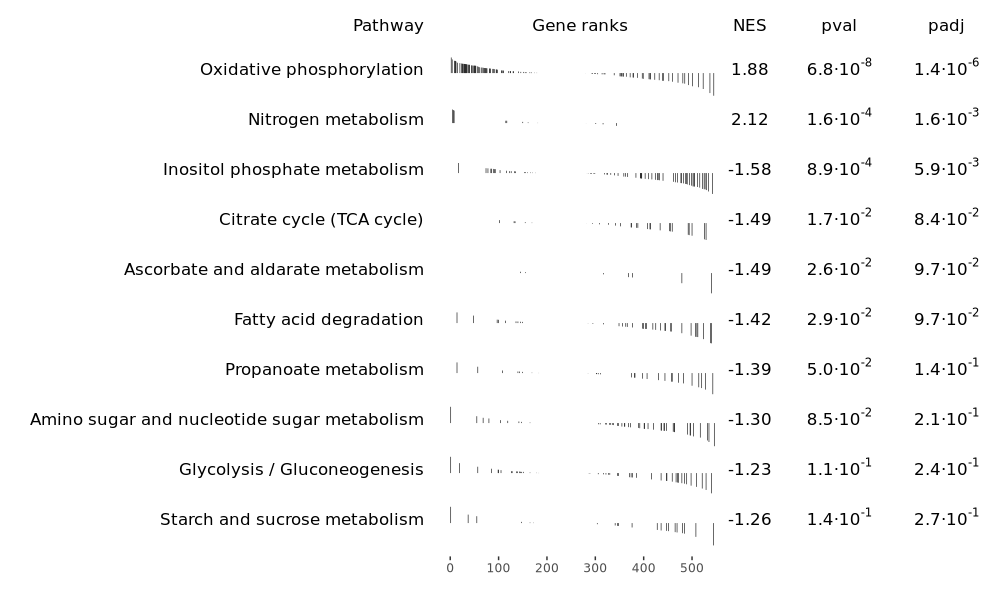 Pathway Gene ranks NES pval padj
Oxidative phosphorylation 1.88 6.8·10⁻⁸ 1.4·10⁻⁶
Nitrogen metabolism 2.12 1.6·10⁻⁴ 1.6·10⁻³
Inositol phosphate metabolism -1.58 8.9·10⁻⁴ 5.9·10⁻³
Citrate cycle (TCA cycle) -1.49 1.7·10⁻² 8.4·10⁻²
Ascorbate and aldarate metabolism -1.49 2.6·10⁻² 9.7·10⁻²
Fatty acid degradation -1.42 2.9·10⁻² 9.7·10⁻²
Propanoate metabolism -1.39 5.0·10⁻² 1.4·10⁻¹
Amino sugar and nucleotide sugar metabolism -1.30 8.5·10⁻² 2.1·10⁻¹
Glycolysis / Gluconeogenesis -1.23 1.1·10⁻¹ 2.4·10⁻¹
Starch and sucrose metabolism -1.26 1.4·10⁻¹ 2.7·10⁻¹
0 100 200 300 400 500